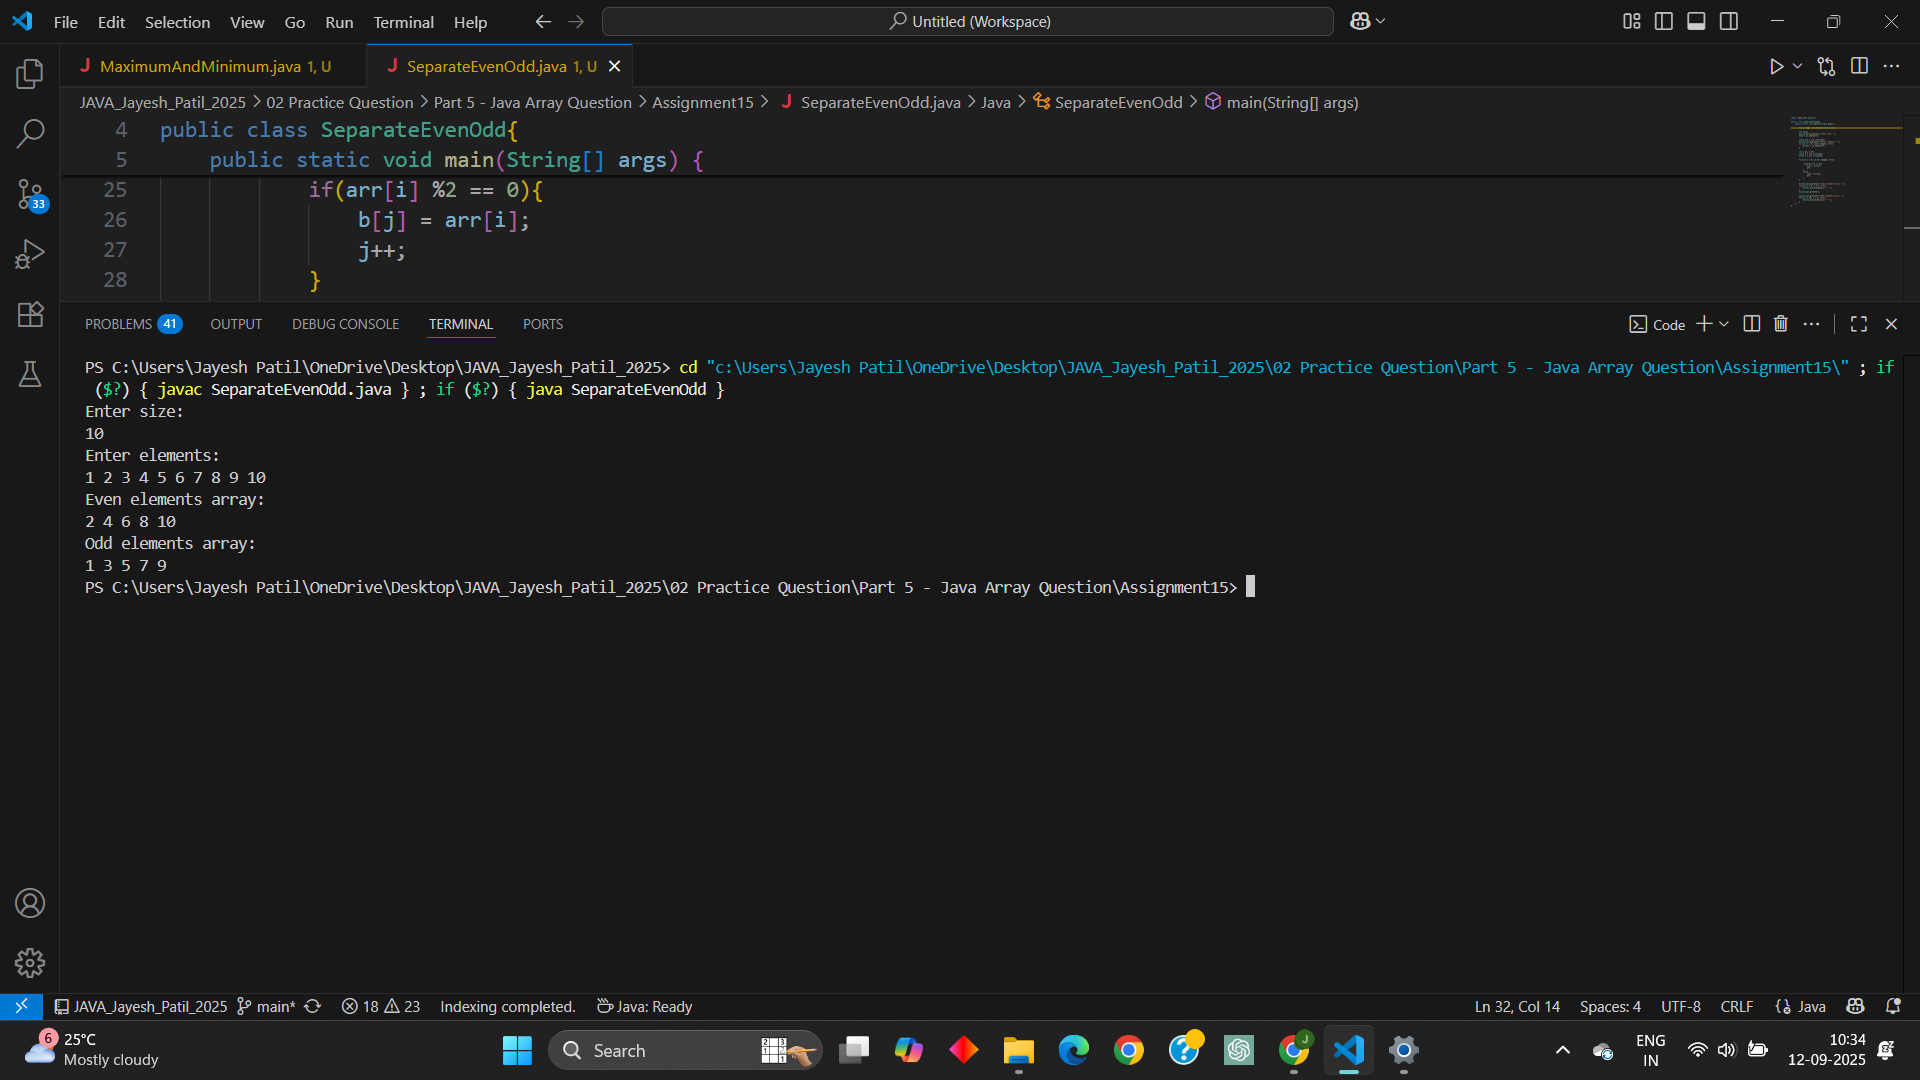 File Edit Selection View Go Run Terminal Help
Untitled (Workspace)
MaximumAndMinimum.java 1, U
SeparateEvenOdd.java 1, U
JAVA_Jayesh_Patil_2025 > 02 Practice Question > Part 5 - Java Array Question > Assignment15 > SeparateEvenOdd.java > Java > SeparateEvenOdd > main(String[] args)
4 public class SeparateEvenOdd{
5 public static void main(String[] args) {
25 if(arr[i] %2 == 0){
26 b[j] = arr[i];
27 j++;
28 }
33
PROBLEMS 41 OUTPUT DEBUG CONSOLE TERMINAL PORTS
Code
PS C:\Users\Jayesh Patil\OneDrive\Desktop\JAVA_Jayesh_Patil_2025> cd "c:\Users\Jayesh Patil\OneDrive\Desktop\JAVA_Jayesh_Patil_2025\02 Practice Question\Part 5 - Java Array Question\Assignment15\" ; if
($?) { javac SeparateEvenOdd.java } ; if ($?) { java SeparateEvenOdd }
Enter size:
10
Enter elements:
1 2 3 4 5 6 7 8 9 10
Even elements array:
2 4 6 8 10
Odd elements array:
1 3 5 7 9
PS C:\Users\Jayesh Patil\OneDrive\Desktop\JAVA_Jayesh_Patil_2025\02 Practice Question\Part 5 - Java Array Question\Assignment15>
JAVA_Jayesh_Patil_2025 main* 18 23 Indexing completed. Java: Ready
Ln 32, Col 14 Spaces: 4 UTF-8 CRLF Java
6
25°C
Mostly cloudy
Search
J
ENG
IN
10:34
12-09-2025